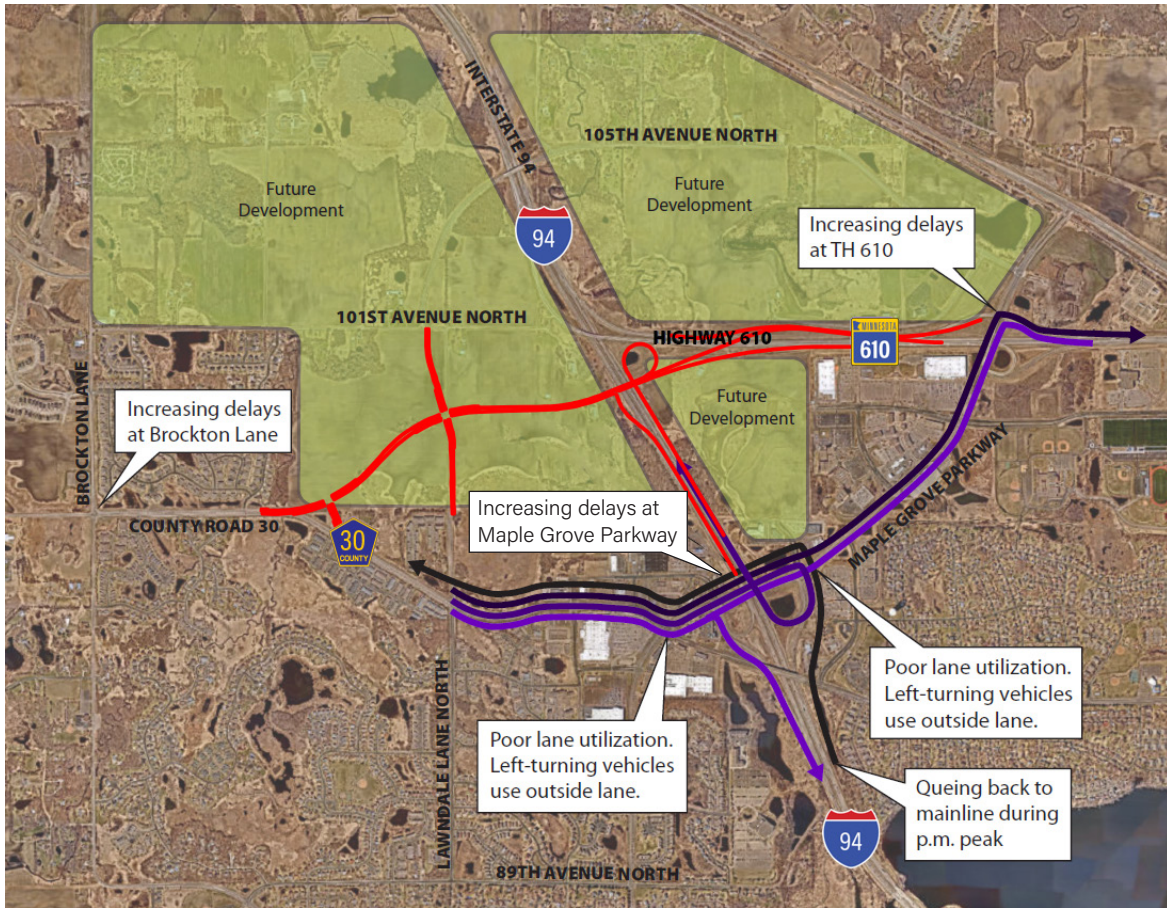 INTERSTATE 94
105TH AVENUE NORTH
Future
Development
Future
Development
94
Increasing delays
at TH 610
101ST AVENUE NORTH
HIGHWAY 610
MINNESOTA
610
BROCKTON LANE
Increasing delays
at Brockton Lane
Future
Development
MAPLE GROVE PARKWAY
Increasing delays at
Maple Grove Parkway
COUNTY ROAD 30
30
COUNTY
Poor lane utilization.
Left-turning vehicles
use outside lane.
LAWNDALE LANE NORTH
Poor lane utilization.
Left-turning vehicles
use outside lane.
Queing back to
mainline during
p.m. peak
94
89TH AVENUE NORTH